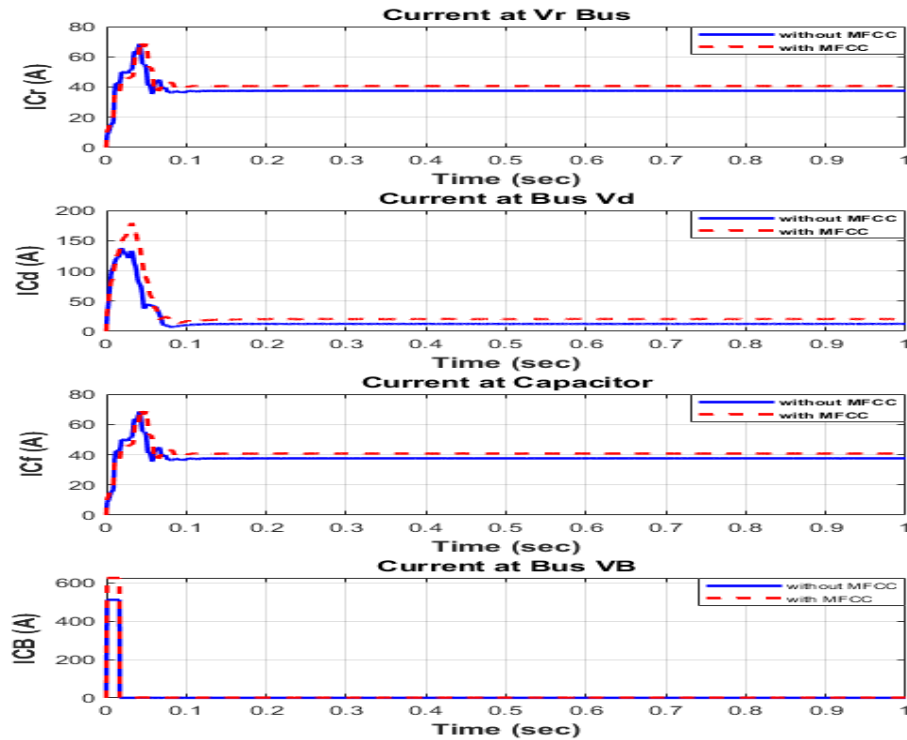 Current at Vr Bus
80
60
40
20
0
ICr (A)
without MFCC
with MFCC
0 0.1 0.2 0.3 0.4 0.5 0.6 0.7 0.8 0.9 1
Time (sec)
Current at Bus Vd
200
150
100
50
0
ICd (A)
without MFCC
with MFCC
0 0.1 0.2 0.3 0.4 0.5 0.6 0.7 0.8 0.9 1
Time (sec)
Current at Capacitor
80
60
40
20
0
ICf (A)
without MFCC
with MFCC
0 0.1 0.2 0.3 0.4 0.5 0.6 0.7 0.8 0.9 1
Time (sec)
Current at Bus VB
600
400
200
0
ICB (A)
without MFCC
with MFCC
0 0.1 0.2 0.3 0.4 0.5 0.6 0.7 0.8 0.9 1
Time (sec)